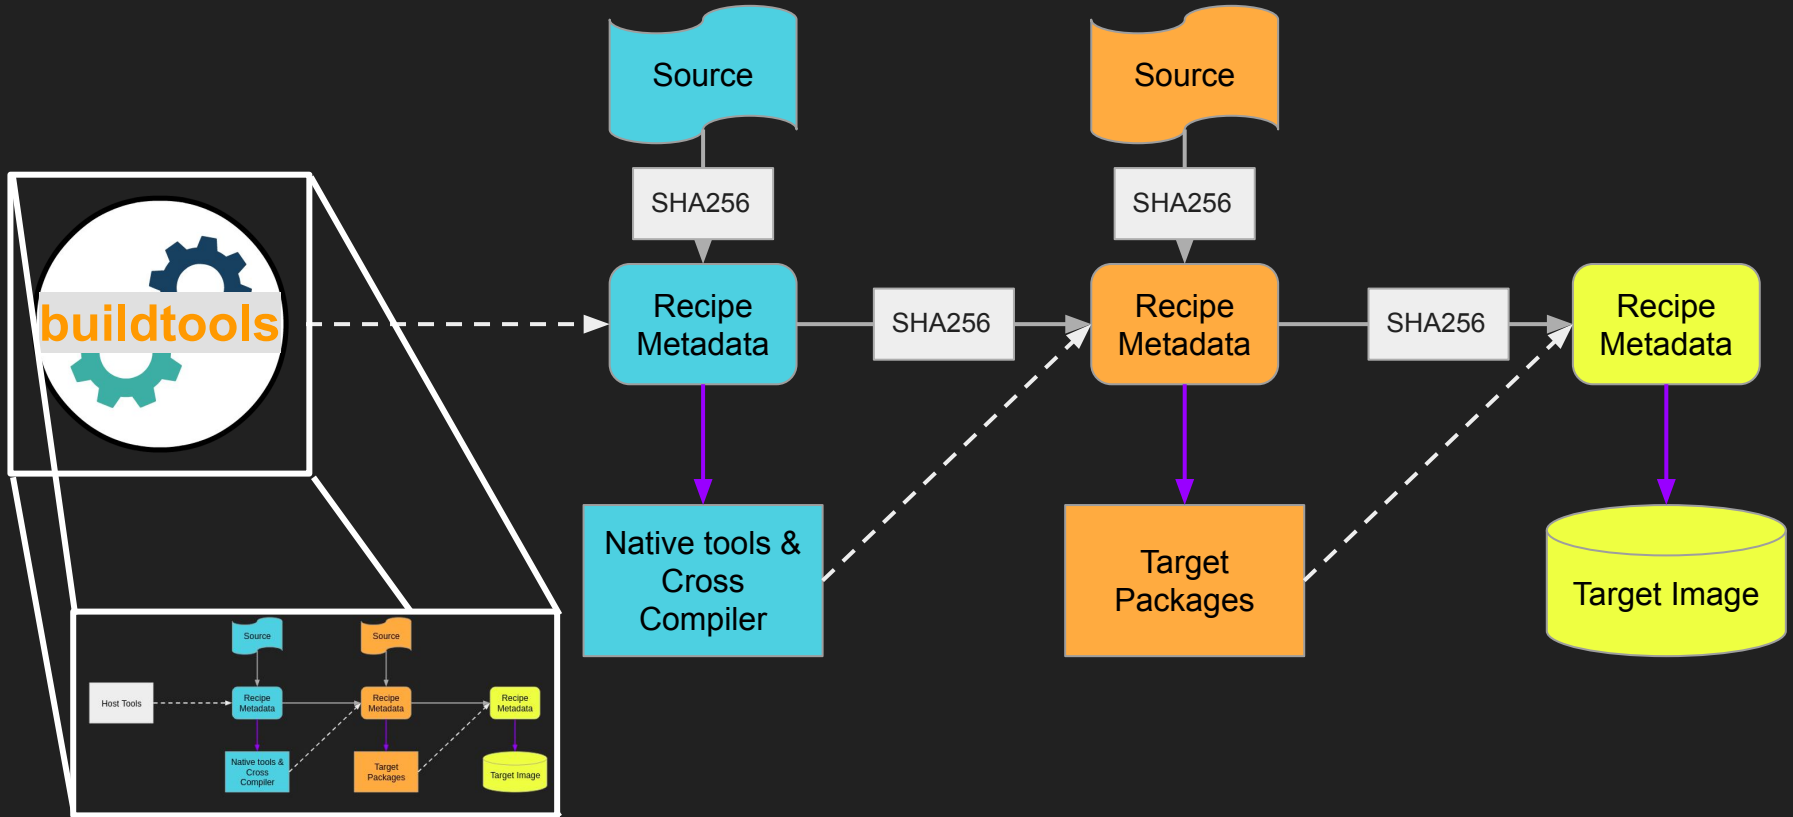 Source
Source
SHA256
SHA256
buildtools
Recipe
Metadata
SHA256
Recipe
Metadata
SHA256
Recipe
Metadata
Native tools &
Cross
Compiler
Target
Packages
Target Image
Source
Source
Host Tools
Recipe
Metadata
Recipe
Metadata
Recipe
Metadata
Native tools &
Cross
Compiler
Target
Packages
Target Image